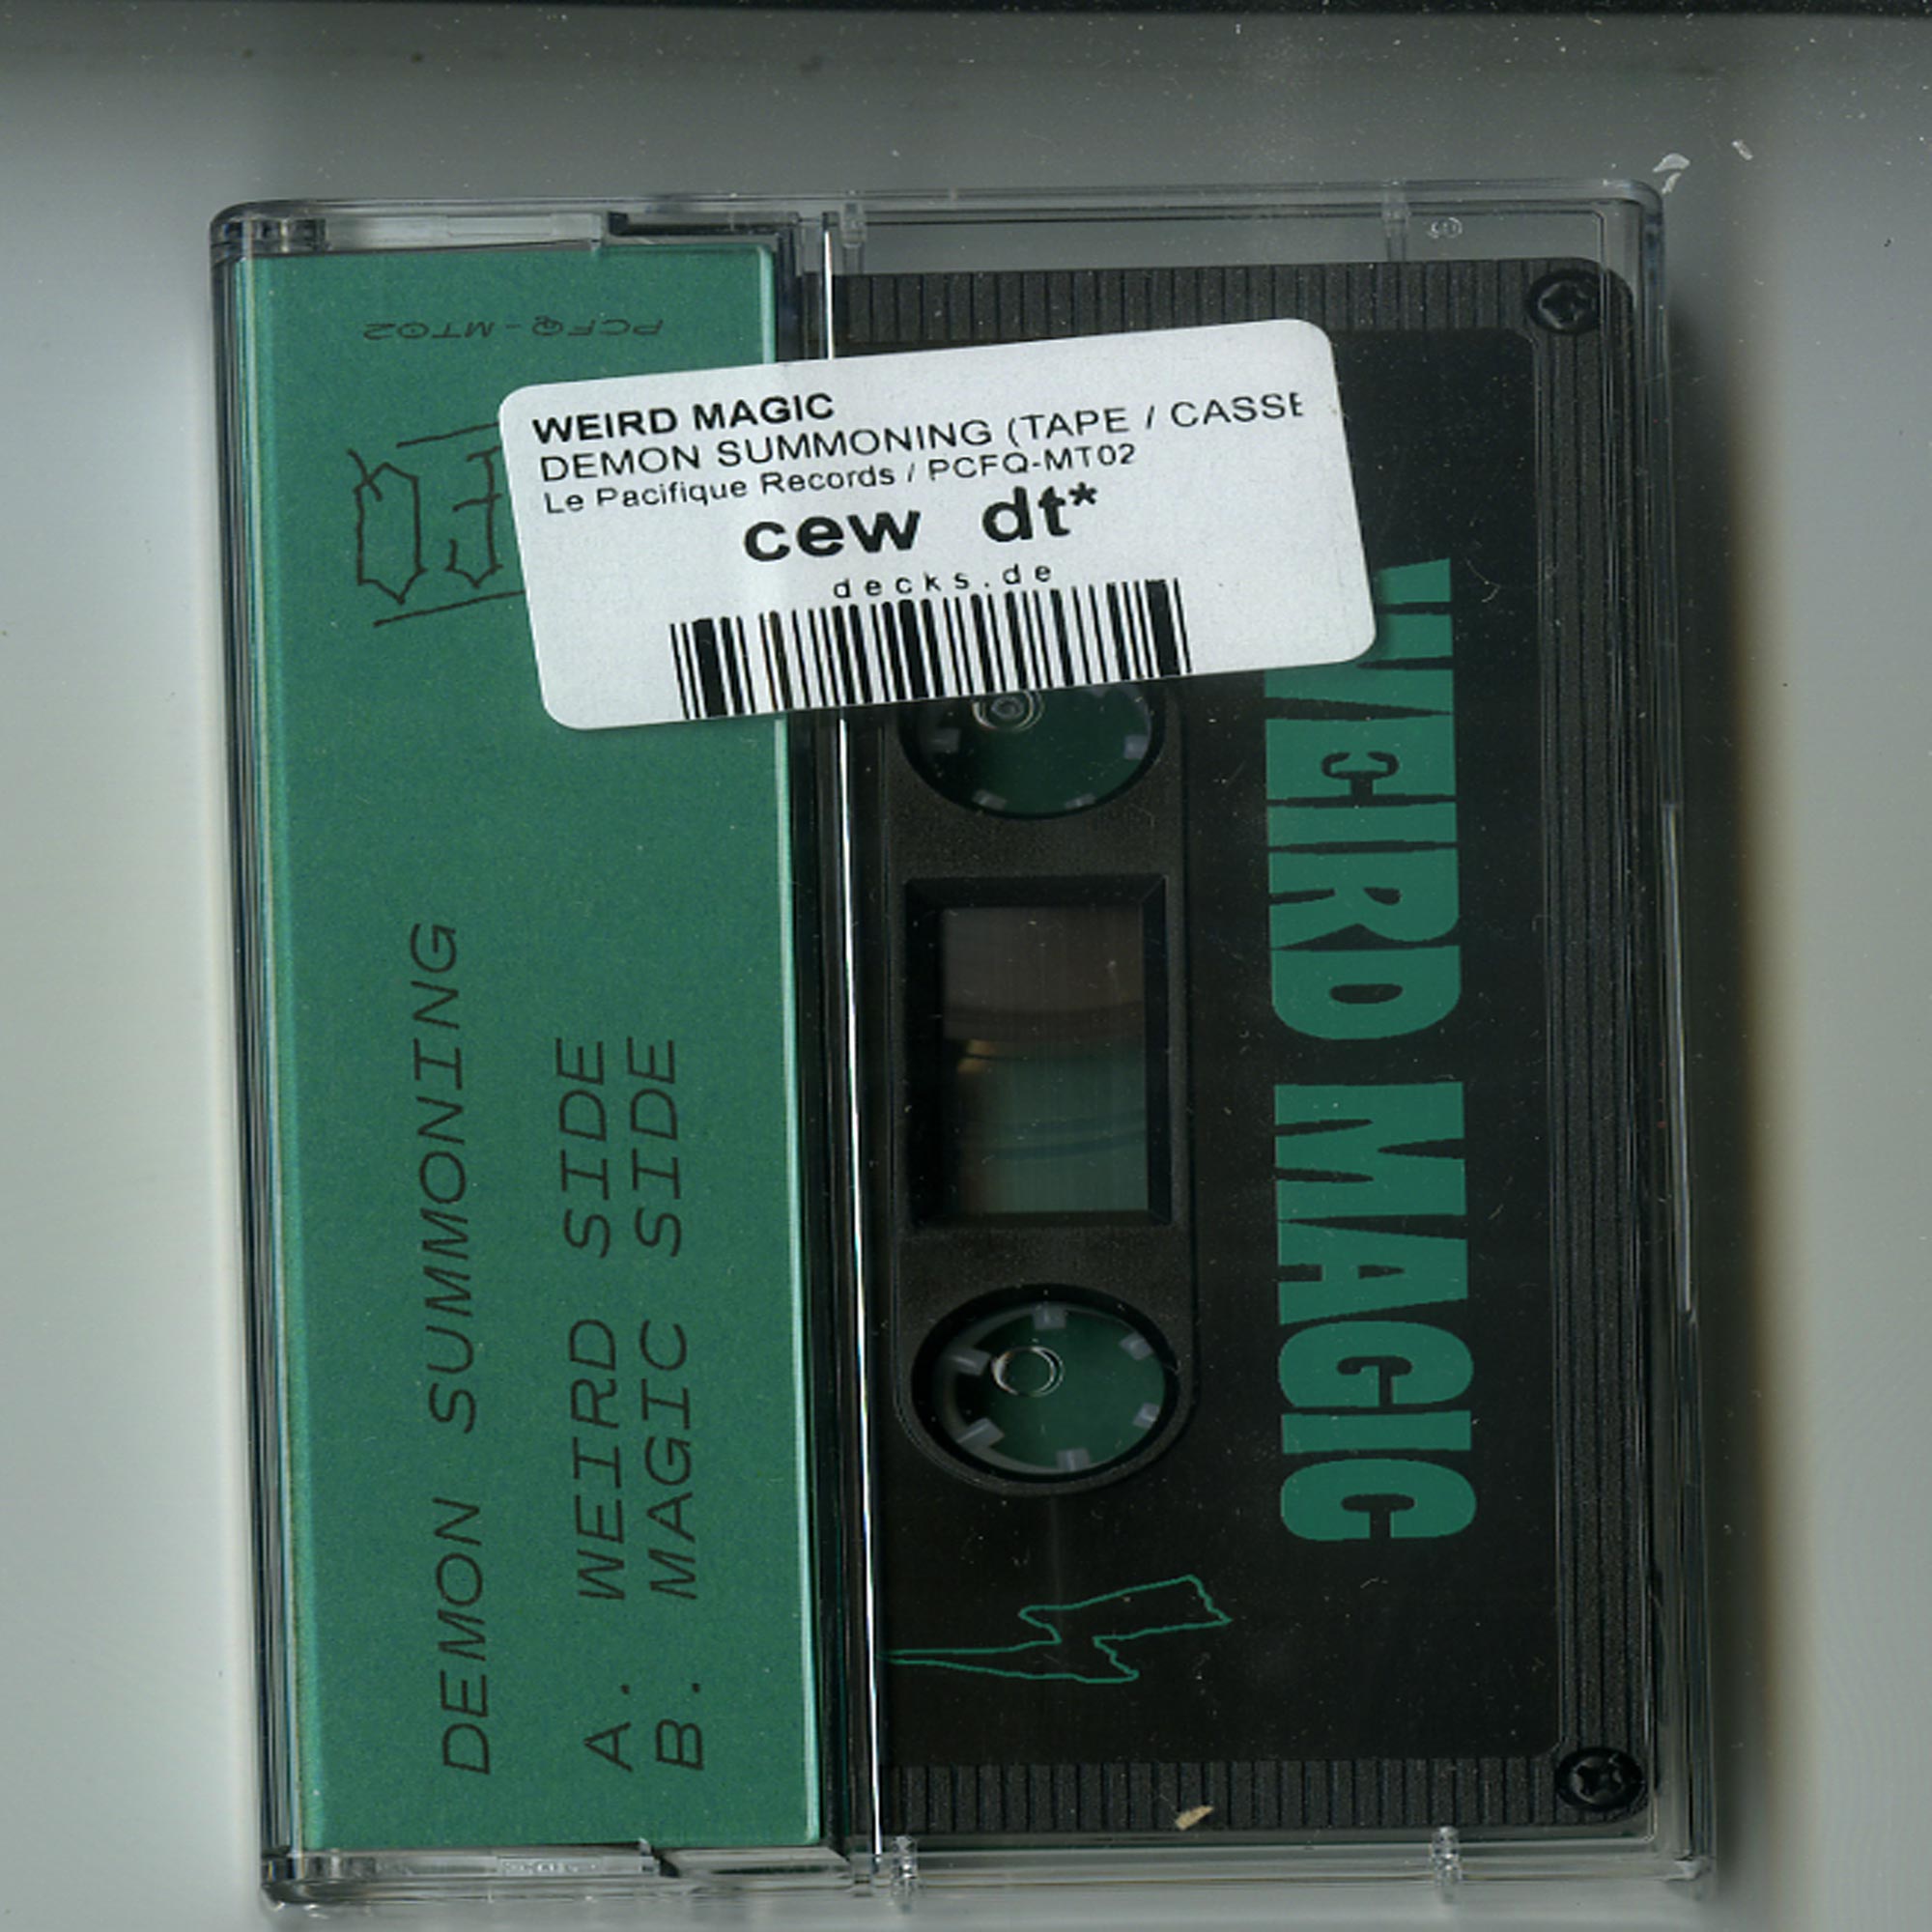 PCFQ-MT02
WEIRD MAGIC
DEMON SUMMONING (TAPE / CASSE
Le Pacifique Records / PCFQ-MT02
cew dt*
decks.de
DEMON SUMMONING
A. WEIRD SIDE
B. MAGIC SIDE
WEIRD MAGIC